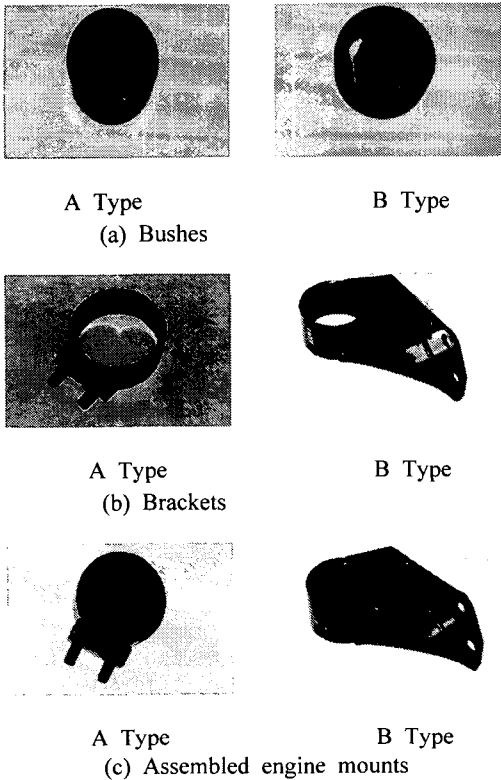 A Type B Type
(a) Bushes
A Type B Type
(b) Brackets
A Type B Type
(c) Assembled engine mounts